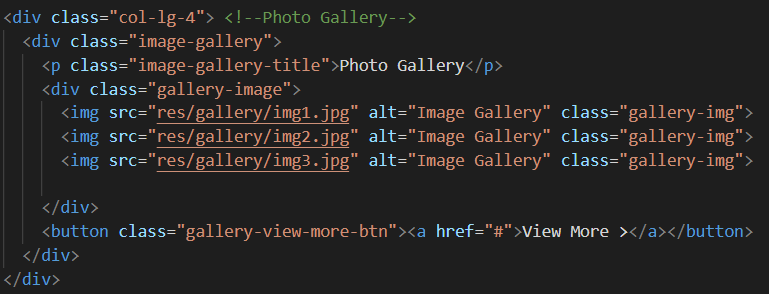 <div class="col-lg-4"> <!--Photo Gallery-->
<div class="image-gallery">
<p class="image-gallery-title">Photo Gallery</p>
<div class="gallery-image">
<img src="res/gallery/img1.jpg" alt="Image Gallery" class="gallery-img">
<img src="res/gallery/img2.jpg" alt="Image Gallery" class="gallery-img">
<img src="res/gallery/img3.jpg" alt="Image Gallery" class="gallery-img">
</div>
<button class="gallery-view-more-btn"><a href="#">View More ></a></button>
</div>
</div>